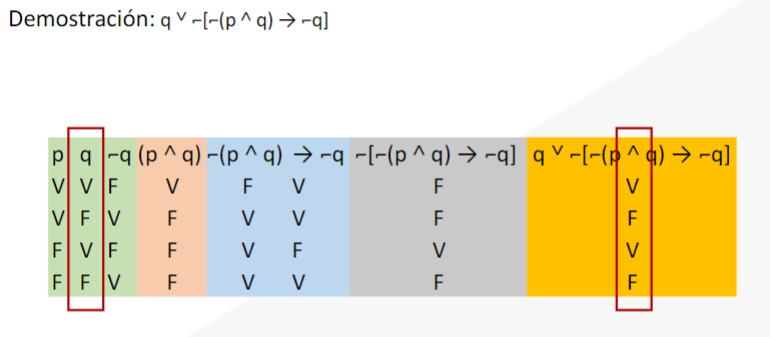 Demostración: q ˅ ¬[¬(p ^ q) → ¬q]
p q ¬q (p ^ q) ¬(p ^ q) → ¬q ¬[¬(p ^ q) → ¬q] q ˅ ¬[¬(p ^ q) → ¬q]
V V F V F V F V
V F V F V V F F
F V F F V F V V
F F V F V V F F